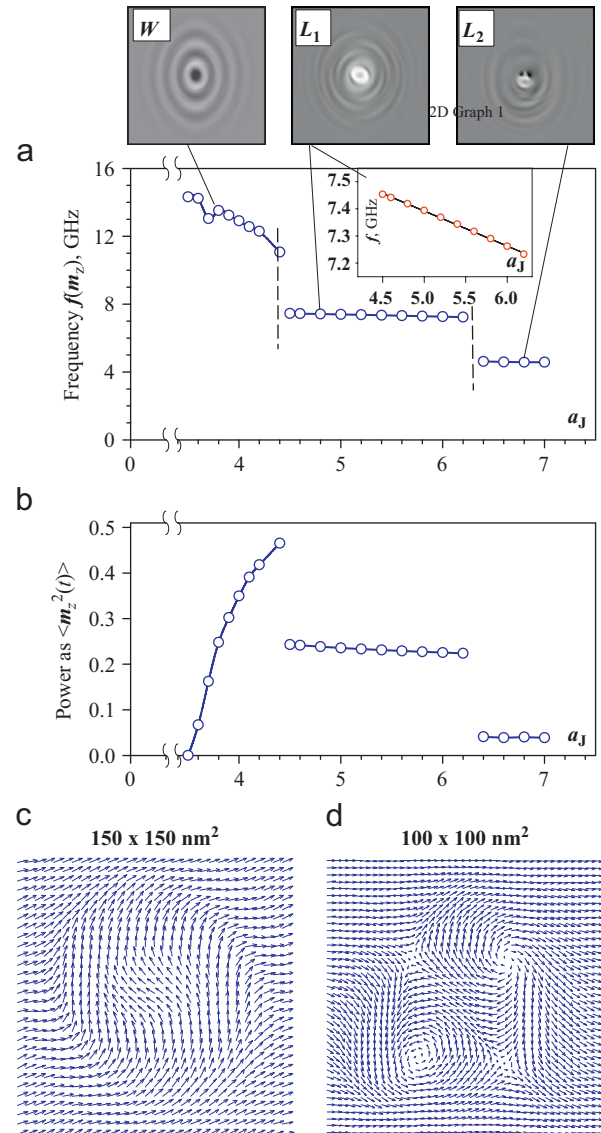 W
L₁
L₂
2D Graph 1
a
16
12
8
4
0
Frequency f(mz), GHz
7.5
7.4
7.3
7.2
f, GHz
aJ
4.5 5.0 5.5 6.0
aJ
0 4 5 6 7
b
0.5
0.4
0.3
0.2
0.1
0.0
Power as <mz²(t)>
aJ
0 4 5 6 7
c
150 x 150 nm²
d
100 x 100 nm²